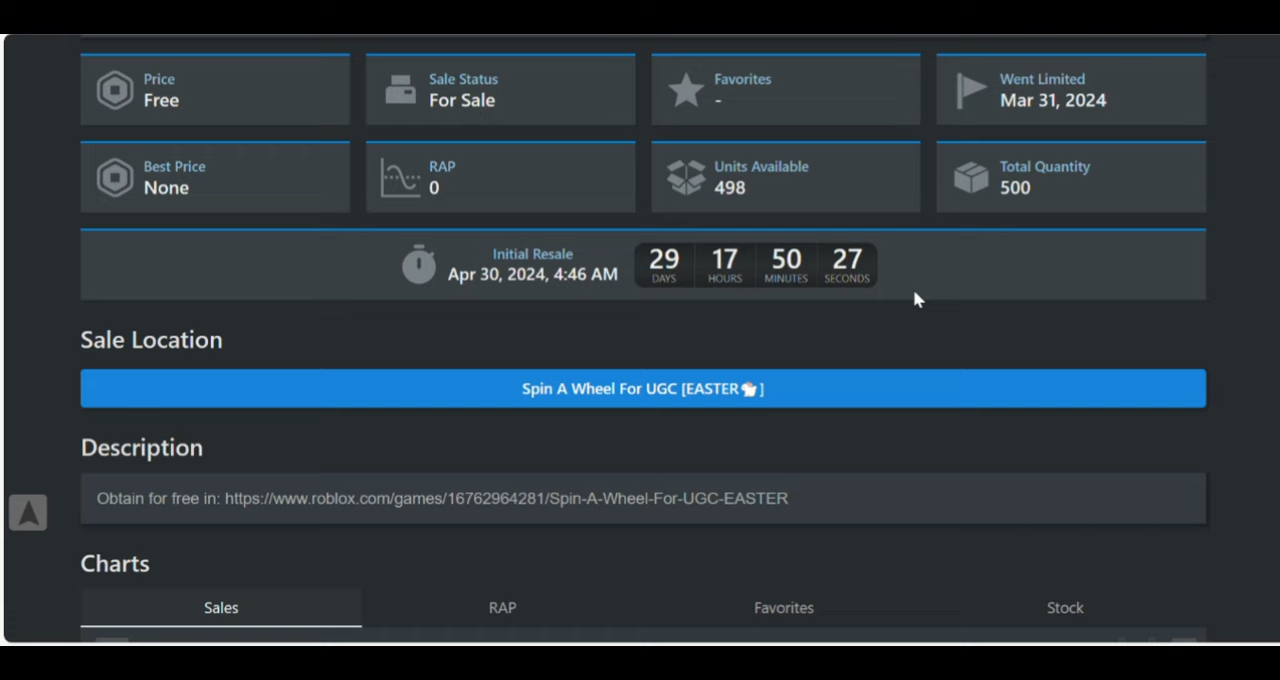 Price
Free
Sale Status
For Sale
Favorites
-
Went Limited
Mar 31, 2024
Best Price
None
RAP
0
Units Available
498
Total Quantity
500
Initial Resale
Apr 30, 2024, 4:46 AM
29 17 50 27
DAYS HOURS MINUTES SECONDS
Sale Location
Spin A Wheel For UGC [EASTER🐣]
Description
Obtain for free in: https://www.roblox.com/games/16762964281/Spin-A-Wheel-For-UGC-EASTER
Charts
Sales RAP Favorites Stock